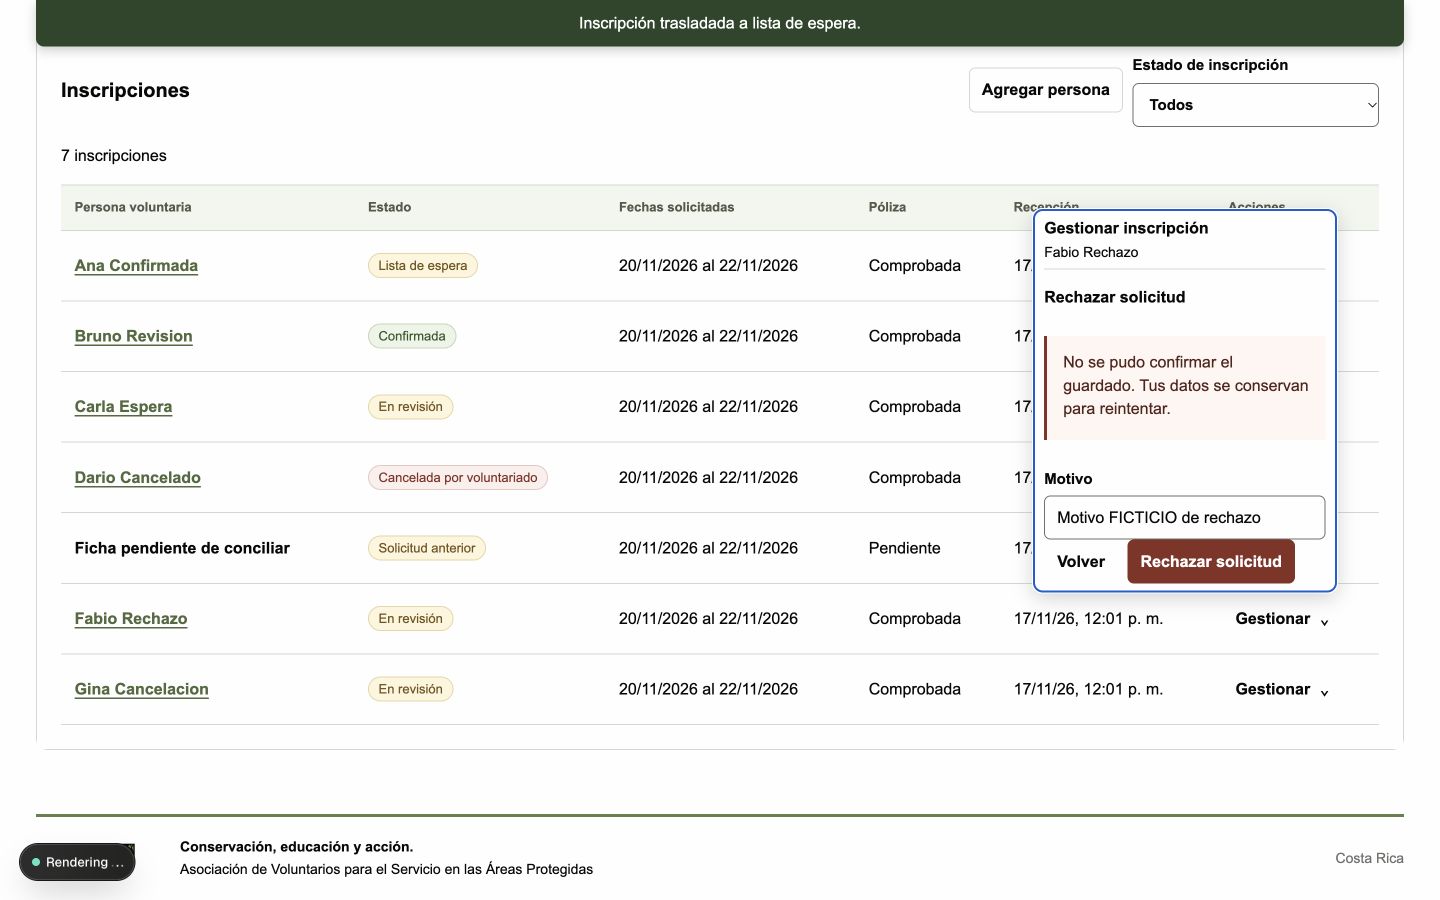 Inscripción trasladada a lista de espera.
Inscripciones
Agregar persona
Estado de inscripción
Todos
7 inscripciones
Persona voluntaria Estado Fechas solicitadas Póliza Recepción Acciones
Ana Confirmada Lista de espera 20/11/2026 al 22/11/2026 Comprobada 17.
Bruno Revision Confirmada 20/11/2026 al 22/11/2026 Comprobada 17.
Carla Espera En revisión 20/11/2026 al 22/11/2026 Comprobada 17.
Dario Cancelado Cancelada por voluntariado 20/11/2026 al 22/11/2026 Comprobada 17.
Ficha pendiente de conciliar Solicitud anterior 20/11/2026 al 22/11/2026 Pendiente 17.
Gestionar inscripción
Fabio Rechazo
Rechazar solicitud
No se pudo confirmar el
guardado. Tus datos se conservan
para reintentar.
Motivo
Motivo FICTICIO de rechazo
Volver Rechazar solicitud
Fabio Rechazo En revisión 20/11/2026 al 22/11/2026 Comprobada 17/11/26, 12:01 p. m. Gestionar
Gina Cancelacion En revisión 20/11/2026 al 22/11/2026 Comprobada 17/11/26, 12:01 p. m. Gestionar
Rendering ...
Conservación, educación y acción.
Asociación de Voluntarios para el Servicio en las Áreas Protegidas
Costa Rica